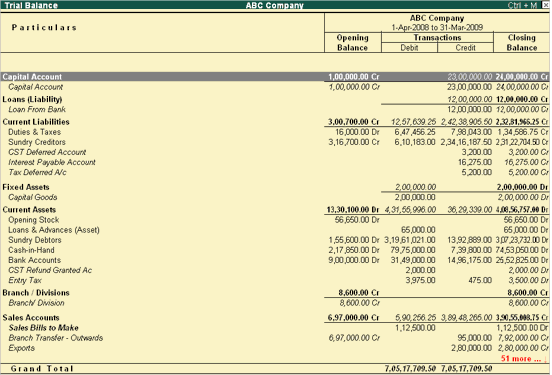 Trial Balance ABC Company Ctrl + M
Particulars
ABC Company
1-Apr-2008 to 31-Mar-2009
Opening Transactions Closing
Balance Debit Credit Balance
Capital Account 1,00,000.00 Cr 23,00,000.00 24,00,000.00 Cr
Capital Account 1,00,000.00 Cr 23,00,000.00 24,00,000.00 Cr
Loans (Liability) 12,00,000.00 12,00,000.00 Cr
Loan From Bank 12,00,000.00 12,00,000.00 Cr
Current Liabilities 3,00,700.00 Cr 12,57,639.25 2,42,38,905.50 2,32,81,966.25 Cr
Duties & Taxes 16,000.00 Dr 6,47,456.25 7,98,043.00 1,34,586.75 Cr
Sundry Creditors 3,16,700.00 Cr 6,10,183.00 2,34,16,187.50 2,31,22,704.50 Cr
CST Deferred Account 3,200.00 3,200.00 Cr
Interest Payable Account 16,275.00 16,275.00 Cr
Tax Deferred A/c 5,200.00 5,200.00 Cr
Fixed Assets 2,00,000.00 2,00,000.00 Dr
Capital Goods 2,00,000.00 2,00,000.00 Dr
Current Assets 13,30,100.00 Dr 4,31,55,996.00 36,29,339.00 4,08,56,757.00 Dr
Opening Stock 56,650.00 Dr 56,650.00 Dr
Loans & Advances (Asset) 65,000.00 65,000.00 Dr
Sundry Debtors 1,55,600.00 Dr 3,19,61,021.00 13,92,889.00 3,07,23,732.00 Dr
Cash-in-Hand 2,17,850.00 Dr 79,75,000.00 7,39,800.00 74,53,050.00 Dr
Bank Accounts 9,00,000.00 Dr 31,49,000.00 14,96,175.00 25,52,825.00 Dr
CST Refund Granted Ac 2,000.00 2,000.00 Dr
Entry Tax 3,975.00 475.00 3,500.00 Dr
Branch / Divisions 8,600.00 Cr 8,600.00 Cr
Branch/ Division 8,600.00 Cr 8,600.00 Cr
Sales Accounts 6,97,000.00 Cr 5,90,256.25 3,89,48,265.00 3,90,55,008.75 Cr
Sales Bills to Make 1,12,500.00 1,12,500.00 Dr
Branch Transfer - Outwards 6,97,000.00 Cr 95,000.00 7,92,000.00 Cr
Exports 2,80,000.00 2,80,000.00 Cr
51 more ... ↓
Grand Total 7,05,17,709.50 7,05,17,709.50